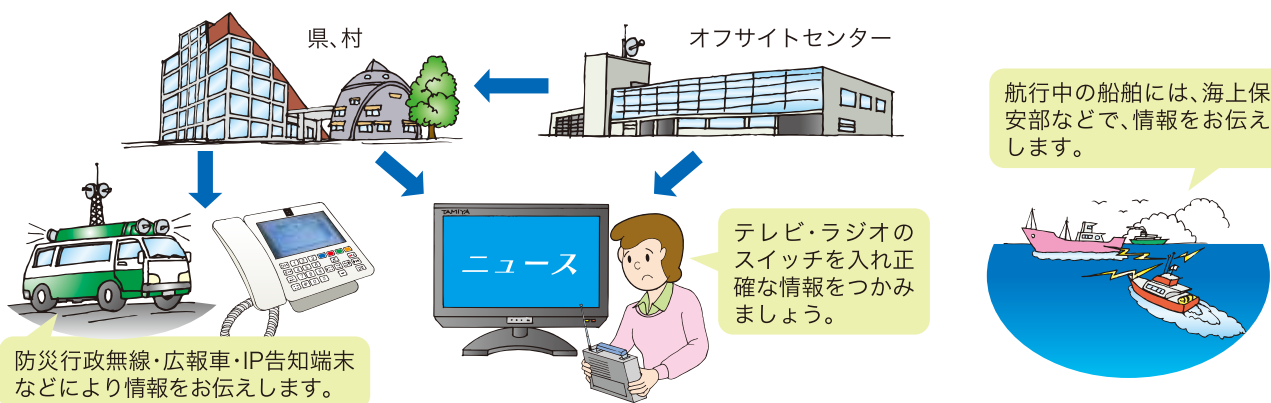 県、村
オフサイトセンター
航行中の船舶には、海上保
安部などで、情報をお伝え
します。
TAMIYA
ニュース
テレビ・ラジオの
スイッチを入れ正
確な情報をつかみ
ましょう。
防災行政無線・広報車・IP告知端末
などにより情報をお伝えします。